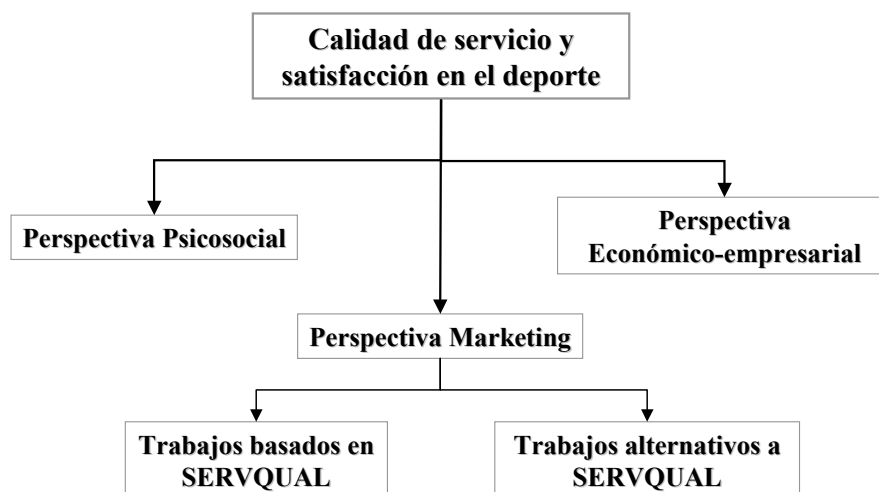 Calidad de servicio y
satisfacción en el deporte
Perspectiva Psicosocial
Perspectiva
Económico-empresarial
Perspectiva Marketing
Trabajos basados en
SERVQUAL
Trabajos alternativos a
SERVQUAL